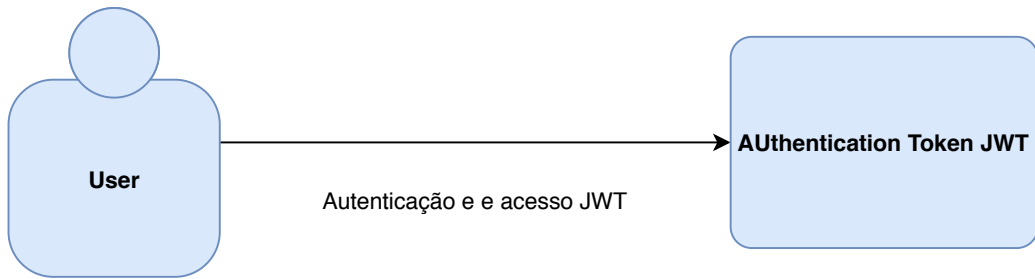 User
Autenticação e e acesso JWT
AUthentication Token JWT